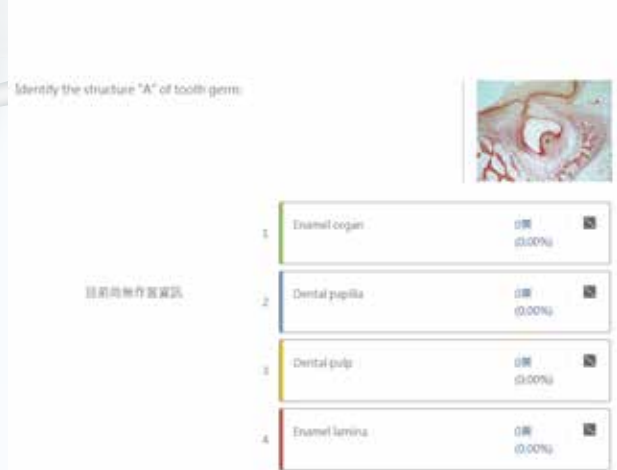 Identify the structure "A" of tooth germ:
1 Enamel organ 0票
(0.00%)
目前尚無作答資訊
2 Dental papilla 0票
(0.00%)
3 Dental pulp 0票
(0.00%)
4 Enamel lamina 0票
(0.00%)